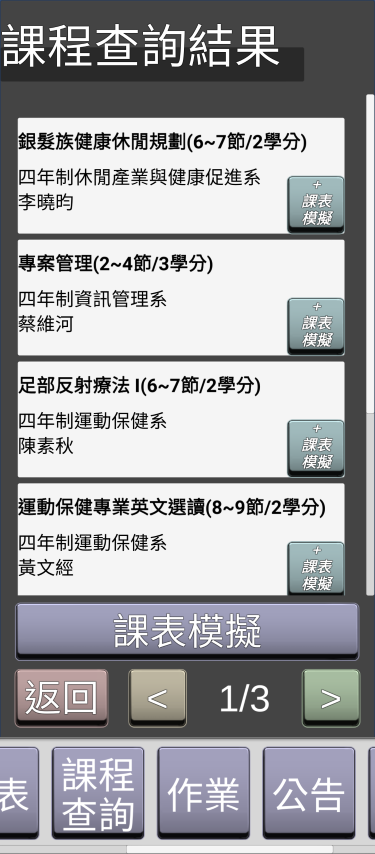 課程查詢結果
銀髮族健康休閒規劃(6~7節/2學分)
四年制休閒產業與健康促進系
李曉昀
+
課表
模擬
專案管理(2~4節/3學分)
四年制資訊管理系
蔡維河
+
課表
模擬
足部反射療法 I(6~7節/2學分)
四年制運動保健系
陳素秋
+
課表
模擬
運動保健專業英文選讀(8~9節/2學分)
四年制運動保健系
黃文經
+
課表
模擬
課表模擬
返回
<
1/3
>
表
課程
查詢
作業
公告